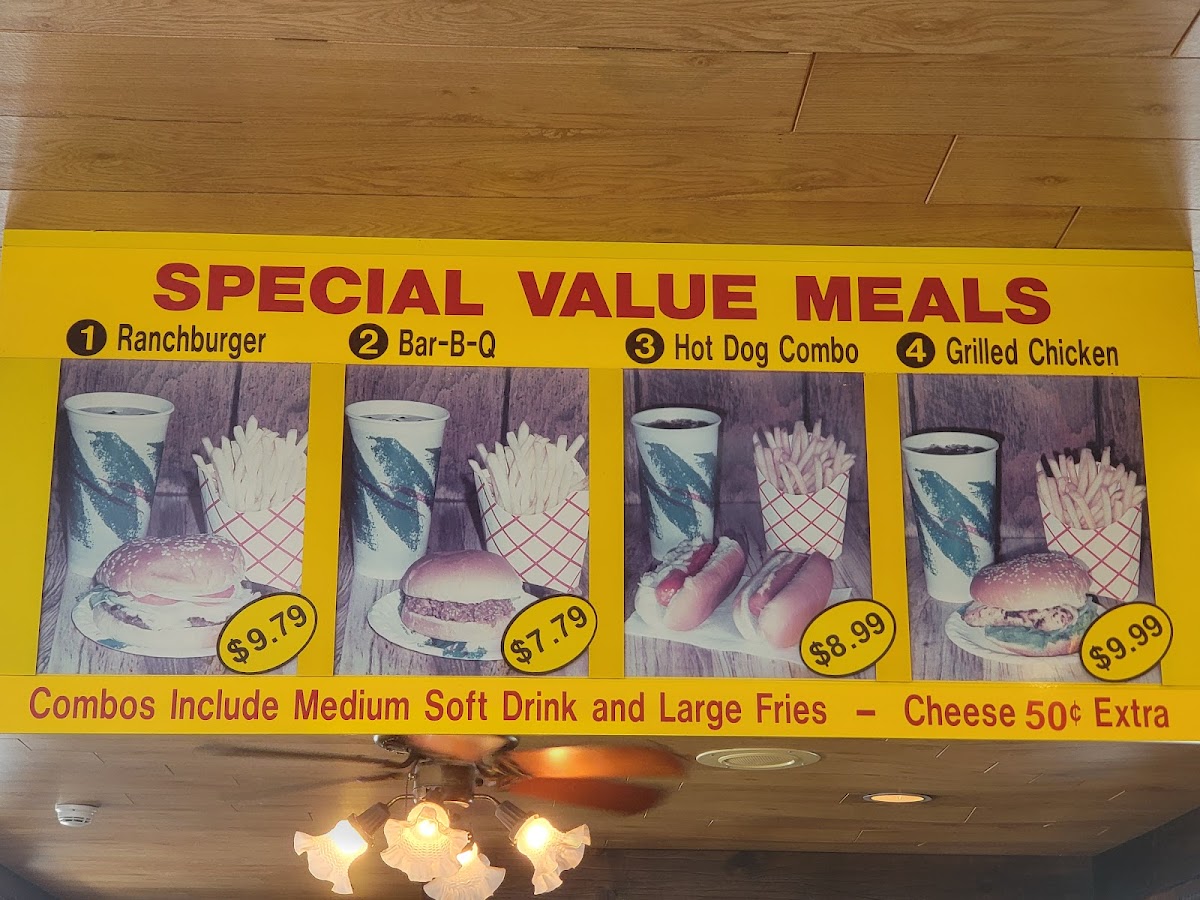 SPECIAL VALUE MEALS
1 Ranchburger
2 Bar-B-Q
3 Hot Dog Combo
4 Grilled Chicken
$9.79
$7.79
$8.99
$9.99
Combos Include Medium Soft Drink and Large Fries – Cheese 50¢ Extra